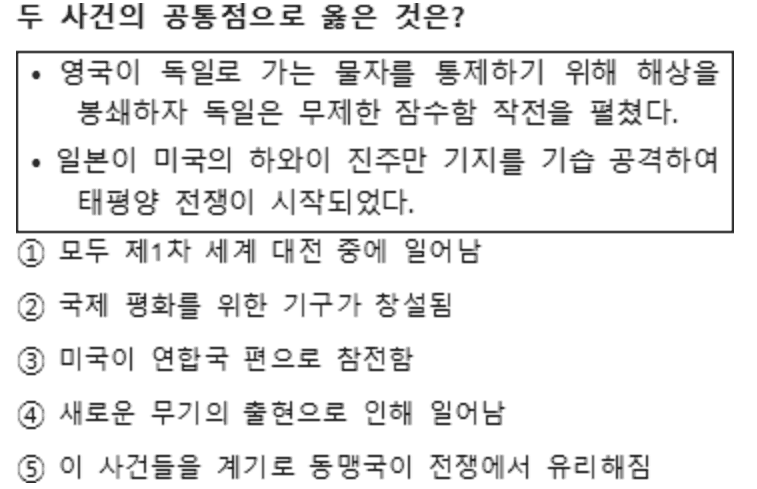 두 사건의 공통점으로 옳은 것은?
• 영국이 독일로 가는 물자를 통제하기 위해 해상을
봉쇄하자 독일은 무제한 잠수함 작전을 펼쳤다.
• 일본이 미국의 하와이 진주만 기지를 기습 공격하여
태평양 전쟁이 시작되었다.
① 모두 제1차 세계 대전 중에 일어남
② 국제 평화를 위한 기구가 창설됨
③ 미국이 연합국 편으로 참전함
④ 새로운 무기의 출현으로 인해 일어남
⑤ 이 사건들을 계기로 동맹국이 전쟁에서 유리해짐